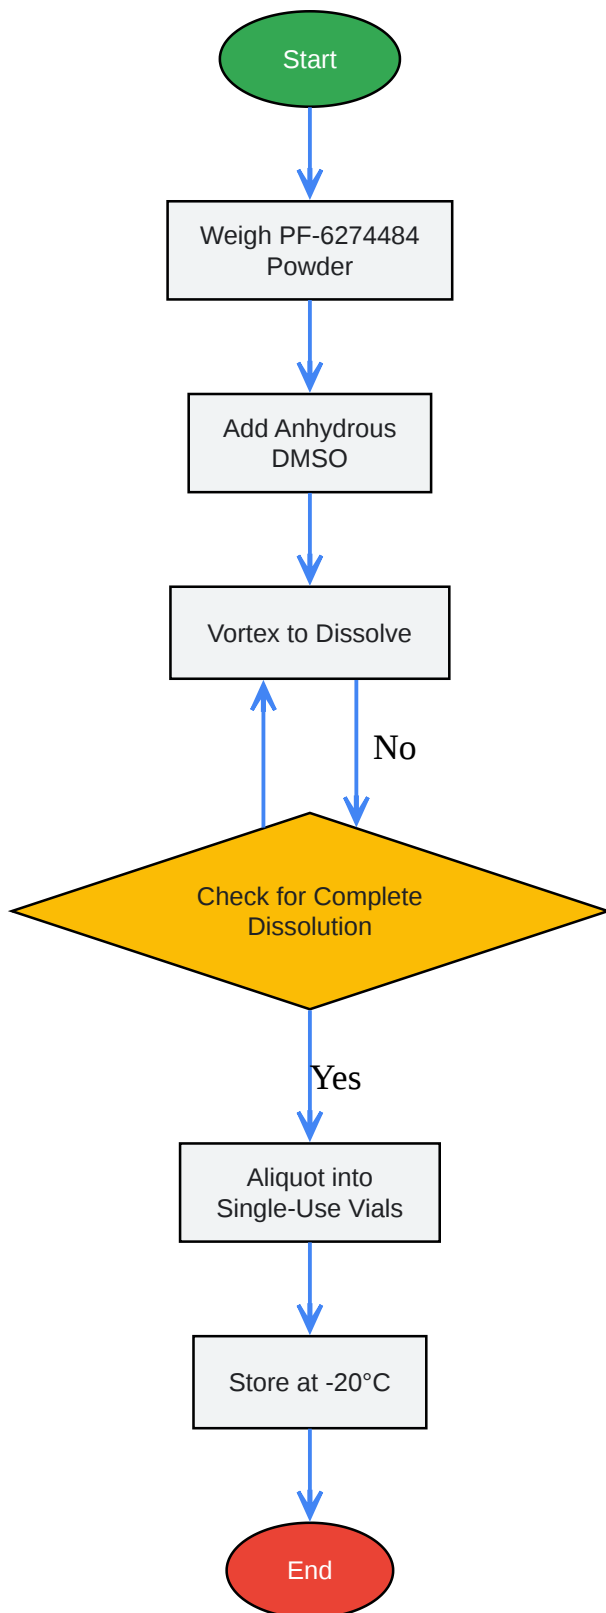 Start
Weigh PF-6274484
Powder
Add Anhydrous
DMSO
Vortex to Dissolve
No
Check for Complete
Dissolution
Yes
Aliquot into
Single-Use Vials
Store at -20°C
End